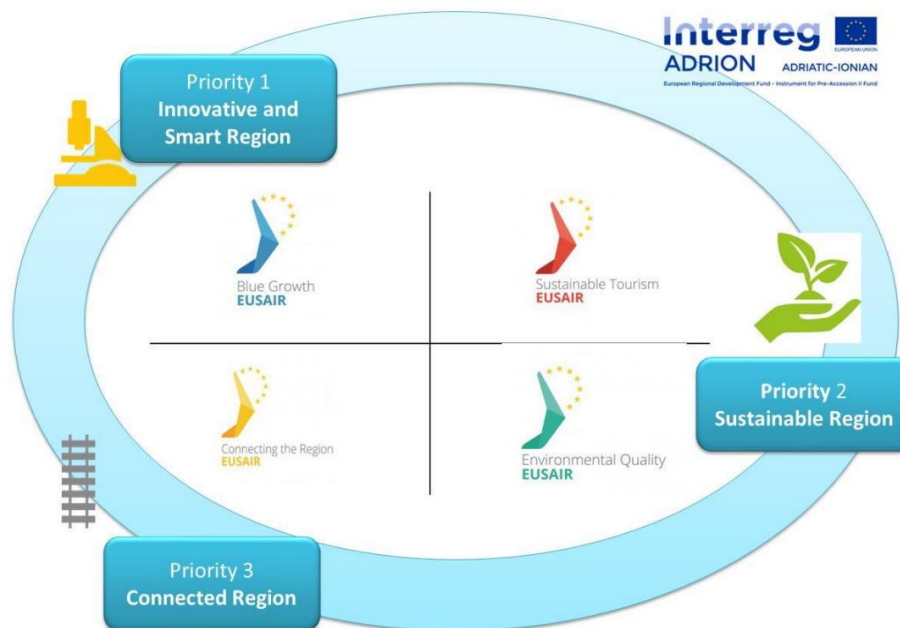 Interreg
EUROPEAN UNION
ADRION ADRIATIC-IONIAN
European Regional Development Fund - Instrument for Pre-Accession II Fund
Priority 1
Innovative and
Smart Region
Blue Growth
EUSAIR
Sustainable Tourism
EUSAIR
Connecting the Region
EUSAIR
Environmental Quality
EUSAIR
Priority 2
Sustainable Region
Priority 3
Connected Region